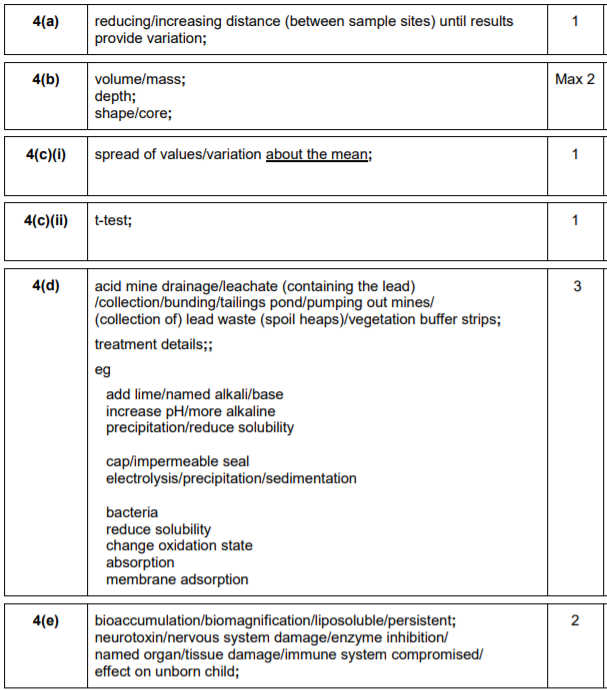 4(a) reducing/increasing distance (between sample sites) until results 1
provide variation;
4(b) volume/mass; Max 2
depth;
shape/core;
4(c)(i) spread of values/variation about the mean; 1
4(c)(ii) t-test; 1
4(d) acid mine drainage/leachate (containing the lead) 3
/collection/bunding/tailings pond/pumping out mines/
(collection of) lead waste (spoil heaps)/vegetation buffer strips;
treatment details;;
eg
add lime/named alkali/base
increase pH/more alkaline
precipitation/reduce solubility
cap/impermeable seal
electrolysis/precipitation/sedimentation
bacteria
reduce solubility
change oxidation state
absorption
membrane adsorption
4(e) bioaccumulation/biomagnification/liposoluble/persistent; 2
neurotoxin/nervous system damage/enzyme inhibition/
named organ/tissue damage/immune system compromised/
effect on unborn child;